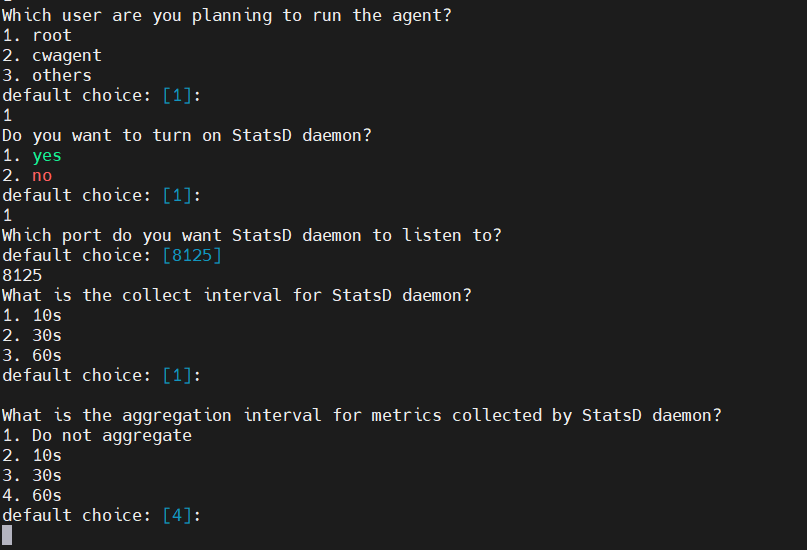 Which user are you planning to run the agent?
1. root
2. cwagent
3. others
default choice: [1]:
1
Do you want to turn on StatsD daemon?
1. yes
2. no
default choice: [1]:
1
Which port do you want StatsD daemon to listen to?
default choice: [8125]
8125
What is the collect interval for StatsD daemon?
1. 10s
2. 30s
3. 60s
default choice: [1]:
What is the aggregation interval for metrics collected by StatsD daemon?
1. Do not aggregate
2. 10s
3. 30s
4. 60s
default choice: [4]: